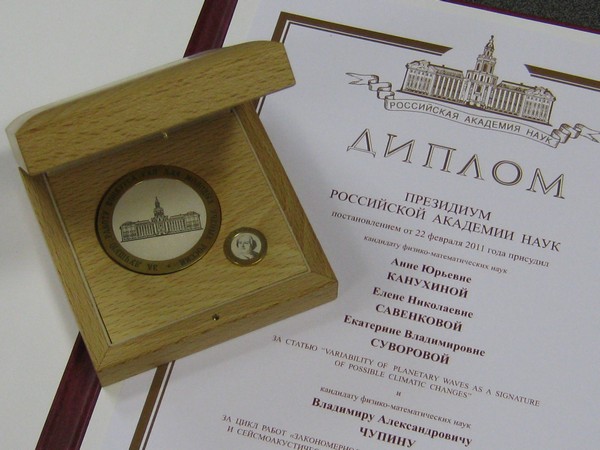 РОССИЙСКАЯ АКАДЕМИЯ НАУК
ДИПЛОМ
ПРЕЗИДИУМ
РОССИЙСКОЙ АКАДЕМИИ НАУК
постановлением от 22 февраля 2011 года присудил
кандидату физико-математических наук
Анне Юрьевне
КАНУХИНОЙ
Елене Николаевне
САВЕНКОВОЙ
Екатерине Владимировне
СУВОРОВОЙ
ЗА СТАТЬЮ "VARIABILITY OF PLANETARY WAVES AS A SIGNATURE
OF POSSIBLE CLIMATIC CHANGES"
и
кандидату физико-математических наук
Владимиру Александровичу
ЧУПИНУ
ЗА ЦИКЛ РАБОТ
И СЕЙСМОАКУСТИЧЕ